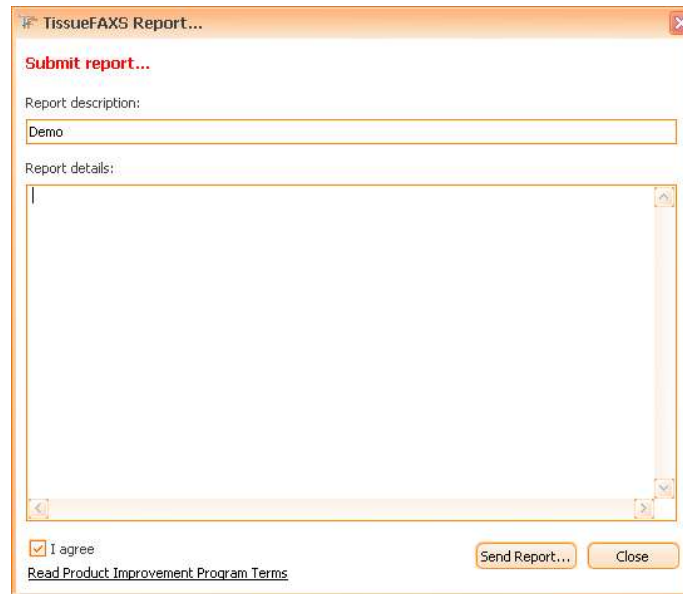 TissueFAXS Report...
Submit report...
Report description:
Demo
Report details:
I agree
Send Report...
Close
Read Product Improvement Program Terms